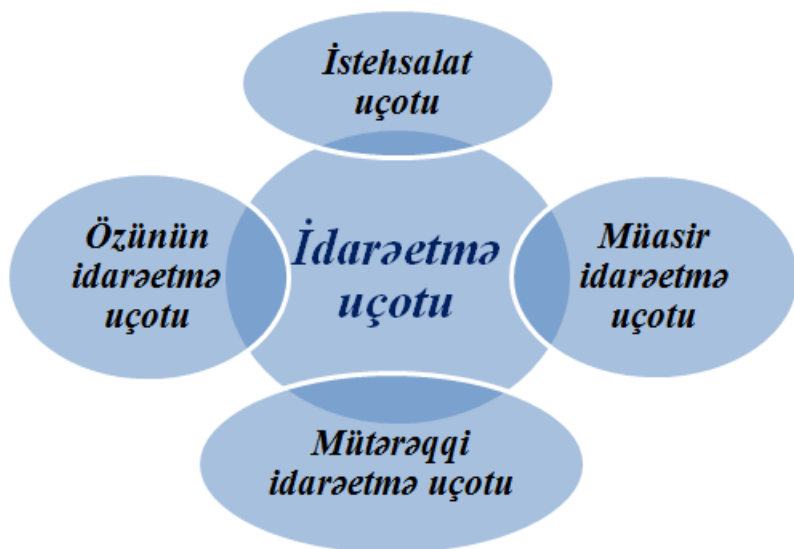 İstehsalat
uçotu
Özünün
idarəetmə
uçotu
İdarəetmə
uçotu
Müasir
idarəetmə
uçotu
Mütərəqqi
idarəetmə uçotu